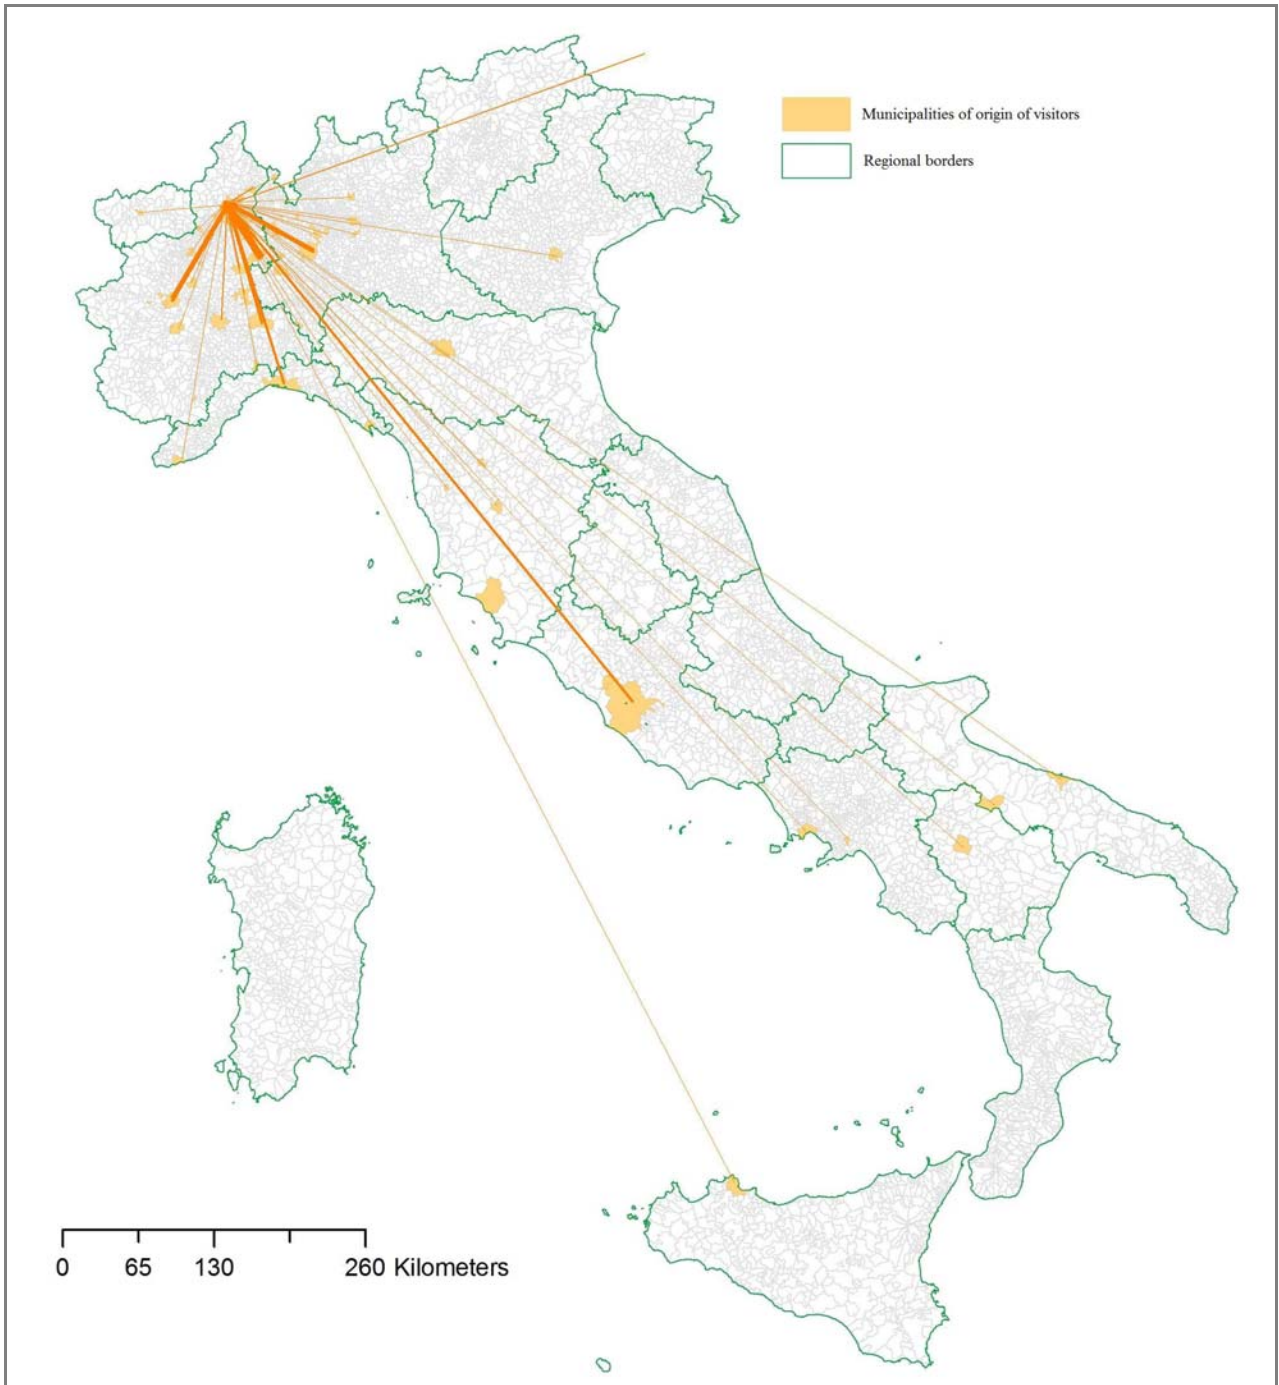 Municipalities of origin of visitors
Regional borders
0 65 130 260 Kilometers